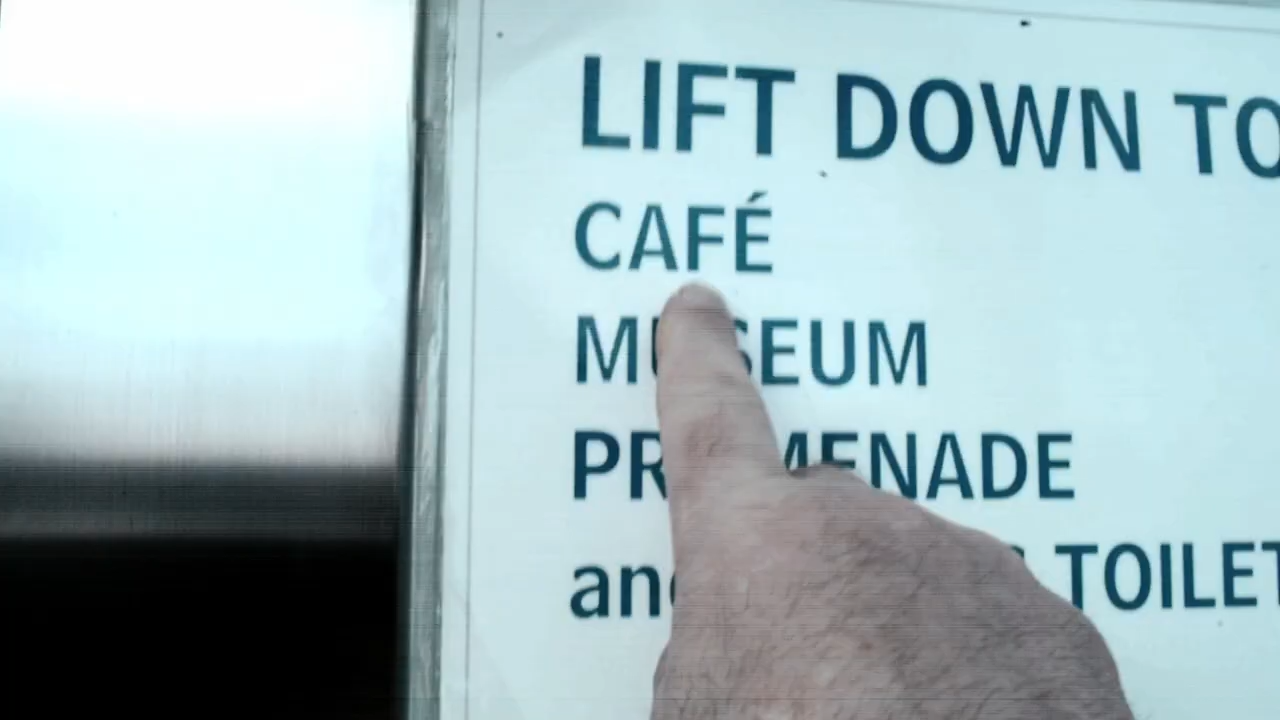 LIFT DOWN TO
CAFÉ
MUSEUM
PROMENADE
and TOILET